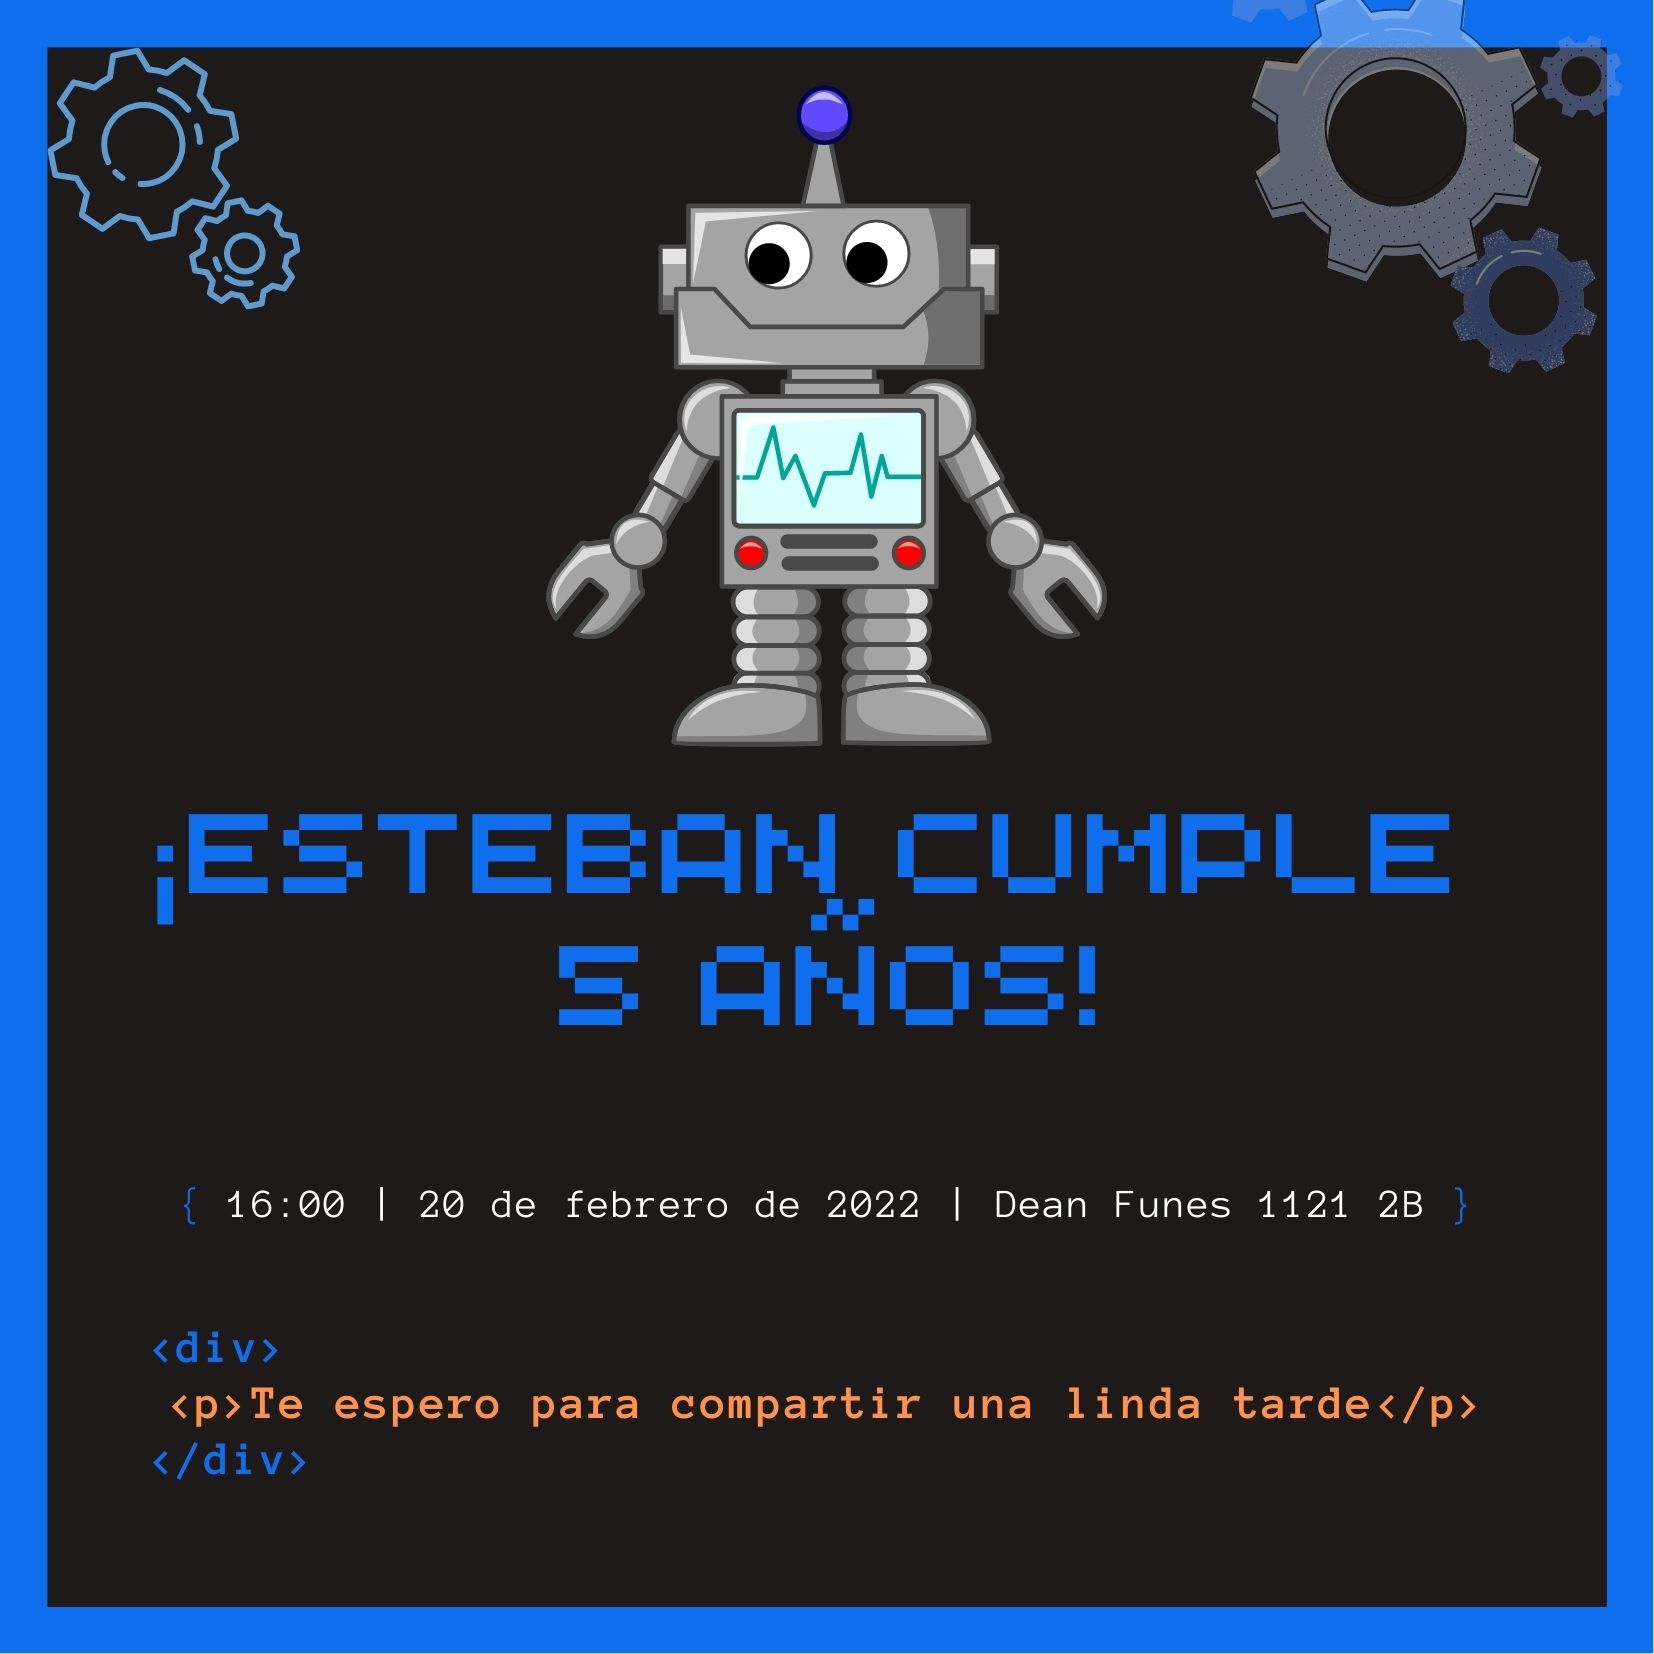 ¡ESTEBAN CUMPLE
5 AÑOS!
{ 16:00 | 20 de febrero de 2022 | Dean Funes 1121 2B }
<div>
<p>Te espero para compartir una linda tarde</p>
</div>